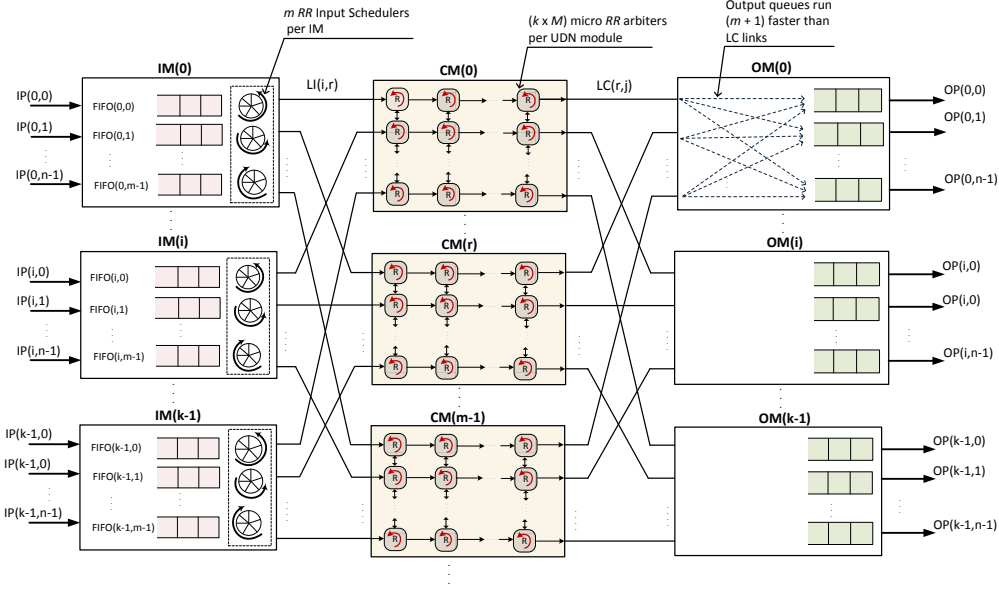 m RR Input Schedulers
per IM
(k x M) micro RR arbiters
per UDN module
Output queues run
(m + 1) faster than
LC links
IM(0)
LI(i,r)
CM(0)
LC(r,j)
OM(0)
IP(0,0)
IP(0,1)
IP(0,n-1)
FIFO(0,0)
FIFO(0,1)
FIFO(0,m-1)
R R R
R R R
R R R
OP(0,0)
OP(0,1)
OP(0,n-1)
IM(i)
CM(r)
OM(i)
IP(i,0)
IP(i,1)
IP(i,n-1)
FIFO(i,0)
FIFO(i,1)
FIFO(i,m-1)
R R R
R R R
R R R
OP(i,0)
OP(i,0)
OP(i,n-1)
IM(k-1)
CM(m-1)
OM(k-1)
IP(k-1,0)
IP(k-1,0)
IP(k-1,n-1)
FIFO(k-1,0)
FIFO(k-1,1)
FIFO(k-1,m-1)
R R R
R R R
R R R
OP(k-1,0)
OP(k-1,1)
OP(k-1,n-1)